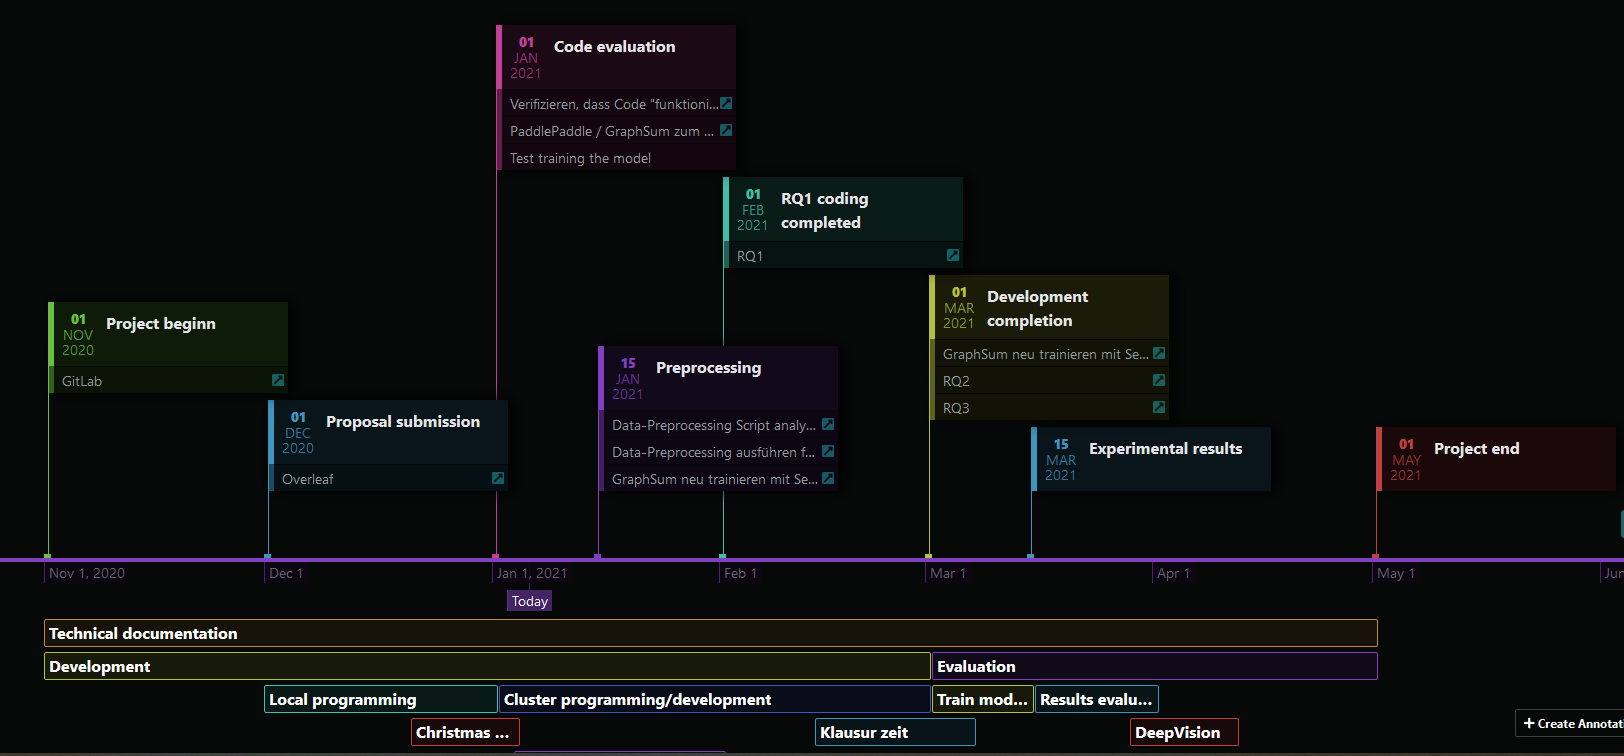 01
JAN
2021
Code evaluation
Verifizieren, dass Code "funktioni...
PaddlePaddle / GraphSum zum ...
Test training the model
01
FEB
2021
RQ1 coding
completed
RQ1
01
NOV
2020
Project beginn
GitLab
01
MAR
2021
Development
completion
GraphSum neu trainieren mit Se...
RQ2
RQ3
15
JAN
2021
Preprocessing
Data-Preprocessing Script analy...
Data-Preprocessing ausführen f...
GraphSum neu trainieren mit Se...
01
DEC
2020
Proposal submission
Overleaf
15
MAR
2021
Experimental results
01
MAY
2021
Project end
Nov 1, 2020
Dec 1
Jan 1, 2021
Feb 1
Mar 1
Apr 1
May 1
Jun
Today
Technical documentation
Development
Evaluation
Local programming
Cluster programming/development
Train mod...
Results evalu...
Christmas ...
Klausur zeit
DeepVision
+ Create Annotati